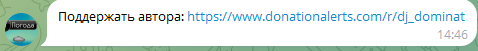 Погода
Поддержать автора: https://www.donationalerts.com/r/dj_dominat
14:46